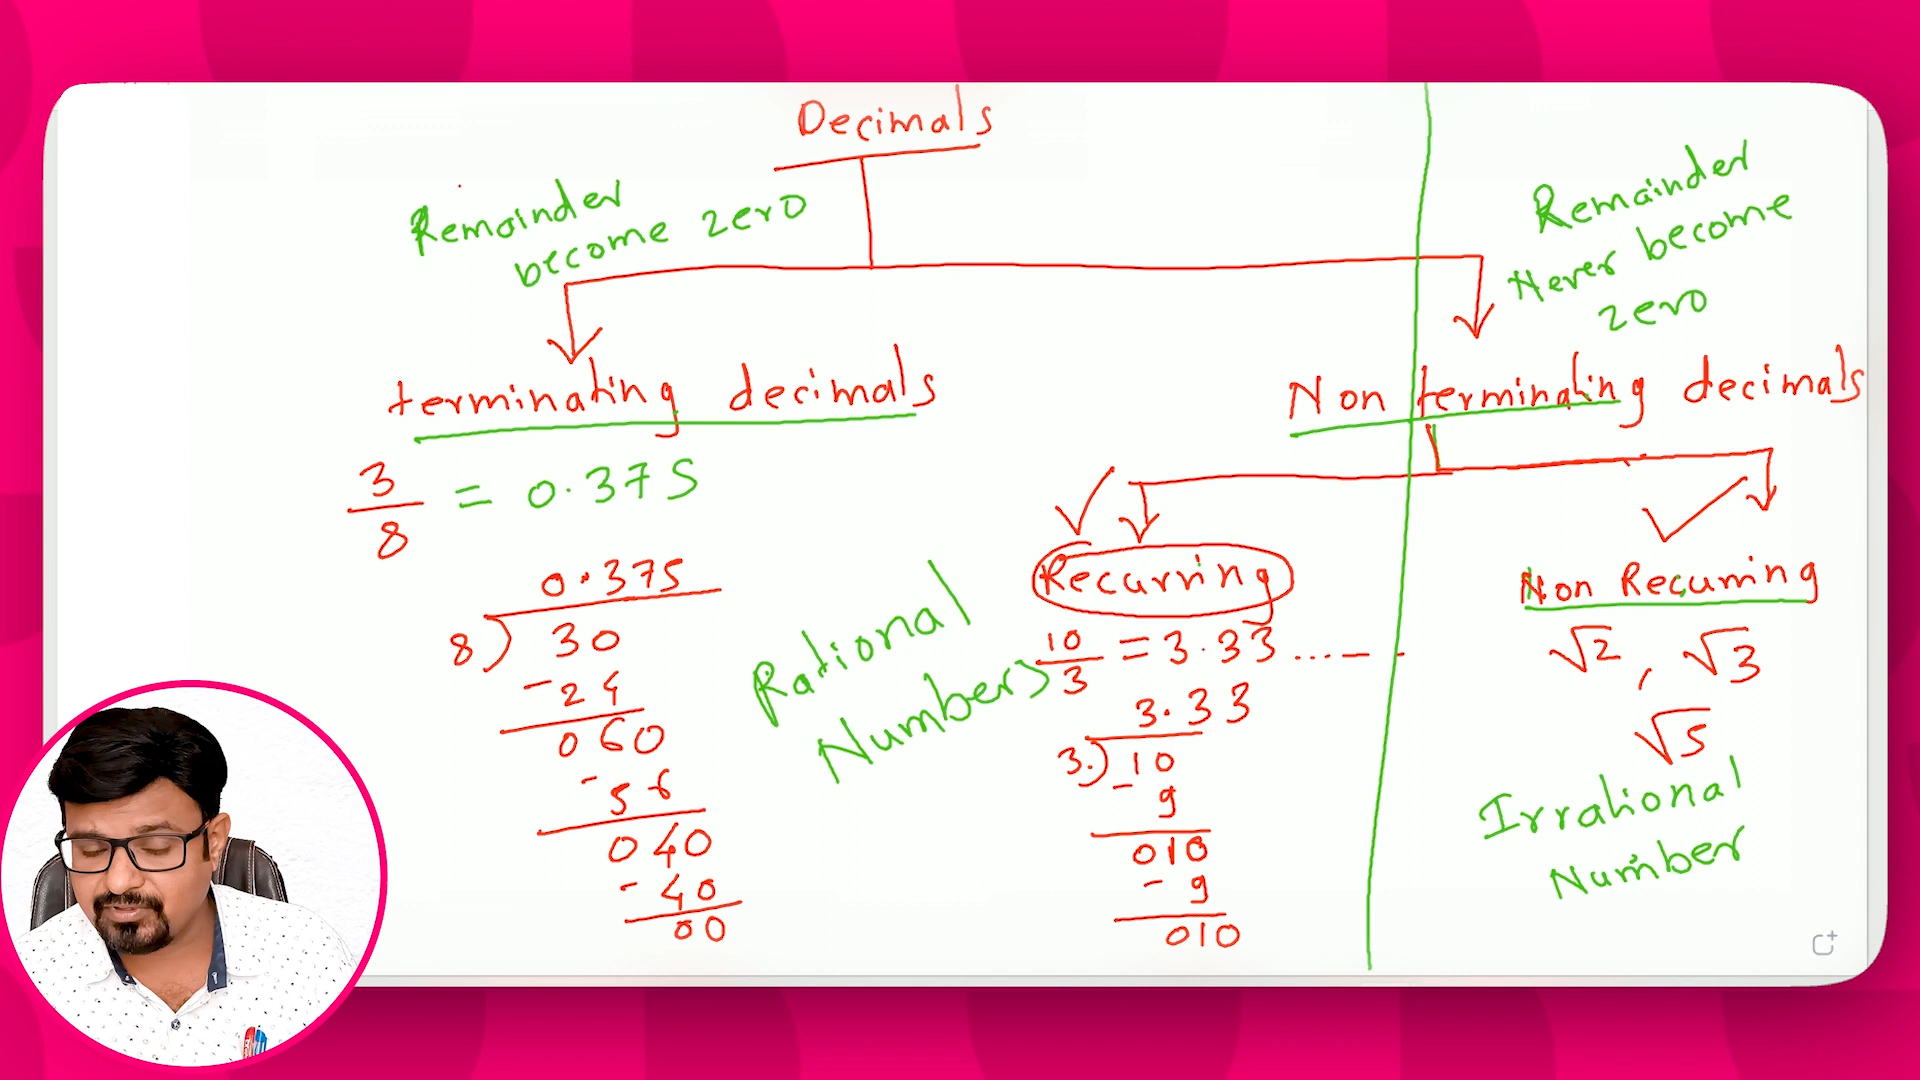 Decimals
Remainder
become zero
Remainder
Never become
zero
terminating decimals
Non terminating decimals
3/8 = 0.375
0.375
8) 30
- 24
060
- 56
040
- 40
00
Rational
Numbers
Recurring
10/3 = 3.33 ....---
3.33
3.) 10
- 9
010
- 9
010
Non Recurring
√2 , √3
√5
Irrational
Number